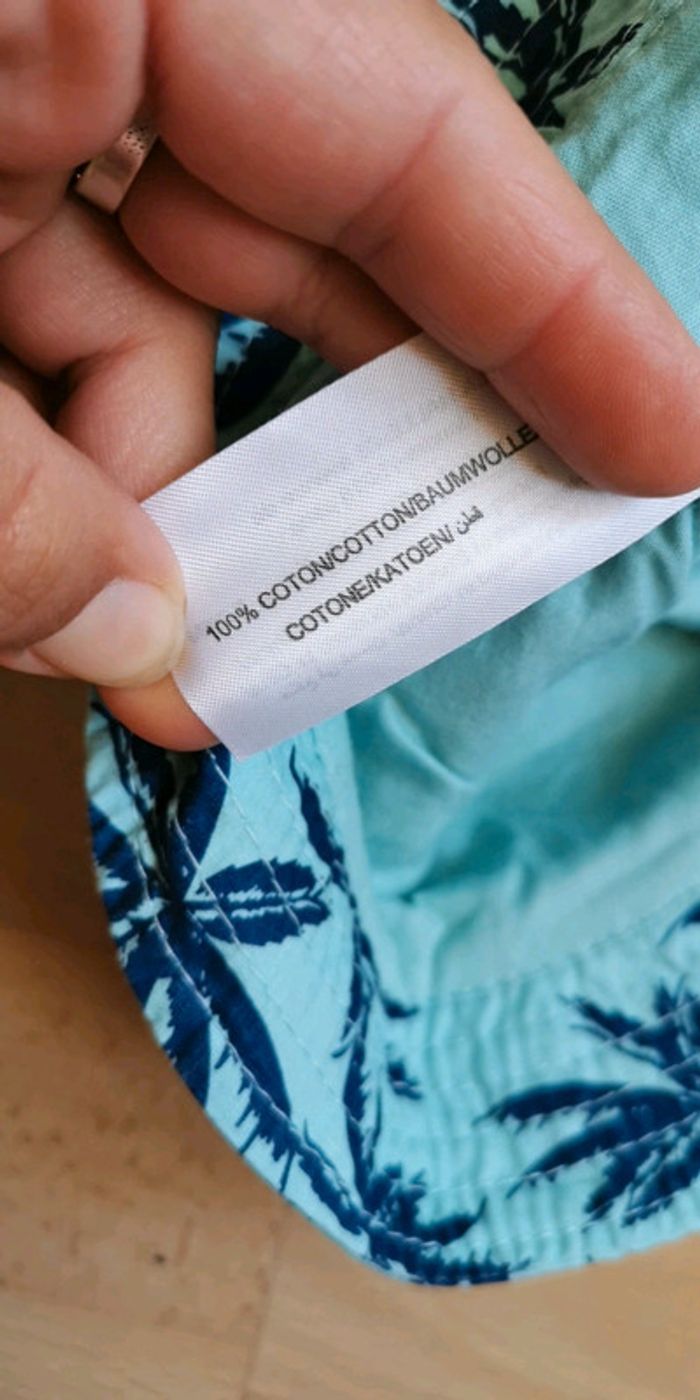 100% COTON/COTTON/BAUMWOLLE
COTONE/KATOEN/ قطن